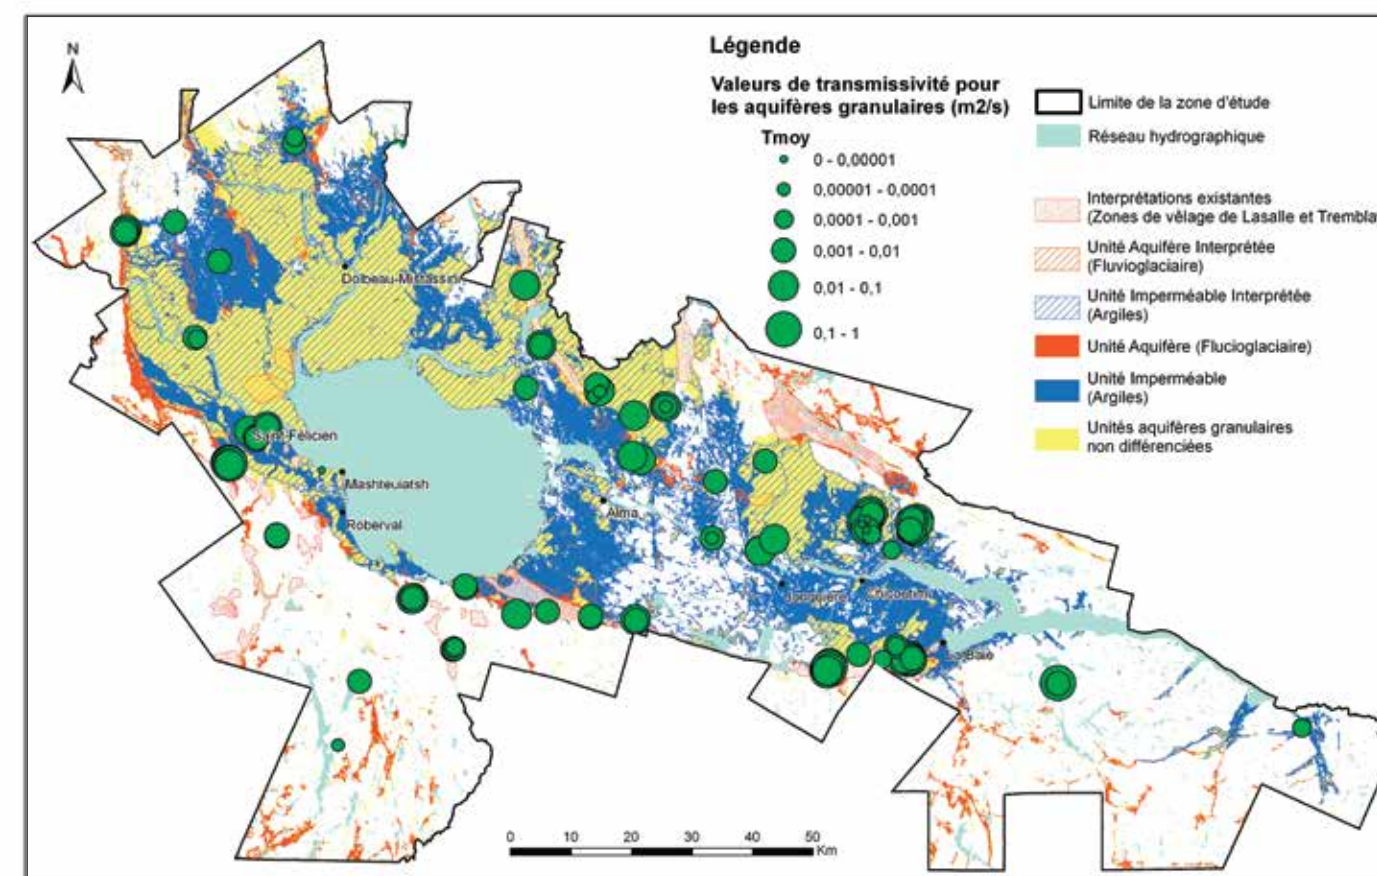 N
Légende
Valeurs de transmissivité pour
les aquifères granulaires (m2/s)
Tmoy
0 - 0,00001
0,00001 - 0,0001
0,0001 - 0,001
0,001 - 0,01
0,01 - 0,1
0,1 - 1
Limite de la zone d'étude
Réseau hydrographique
Interprétations existantes
(Zones de vêlage de Lasalle et Trembla
Unité Aquifère Interprétée
(Fluvioglaciaire)
Unité Imperméable Interprétée
(Argiles)
Unité Aquifère (Flucioglaciaire)
Unité Imperméable
(Argiles)
Unités aquifères granulaires
non différenciées
Dolbeau-Mistassini
Saint-Félicien
Mashteuiatsh
Roberval
Alma
Jonquière
Chicoutimi
La Baie
0 10 20 30 40 50
Km